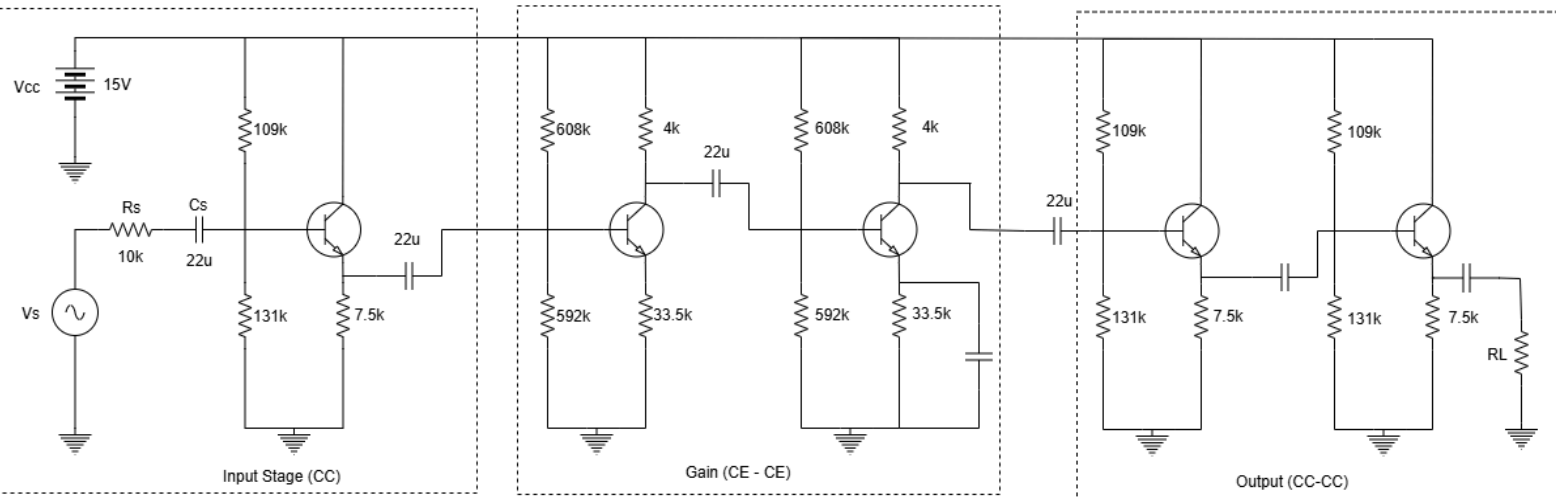 Vcc
15V
109k
Rs
10k
Cs
22u
Vs
131k
7.5k
22u
Input Stage (CC)
608k
4k
22u
592k
33.5k
608k
4k
592k
33.5k
Gain (CE - CE)
22u
109k
131k
7.5k
109k
131k
7.5k
RL
Output (CC-CC)